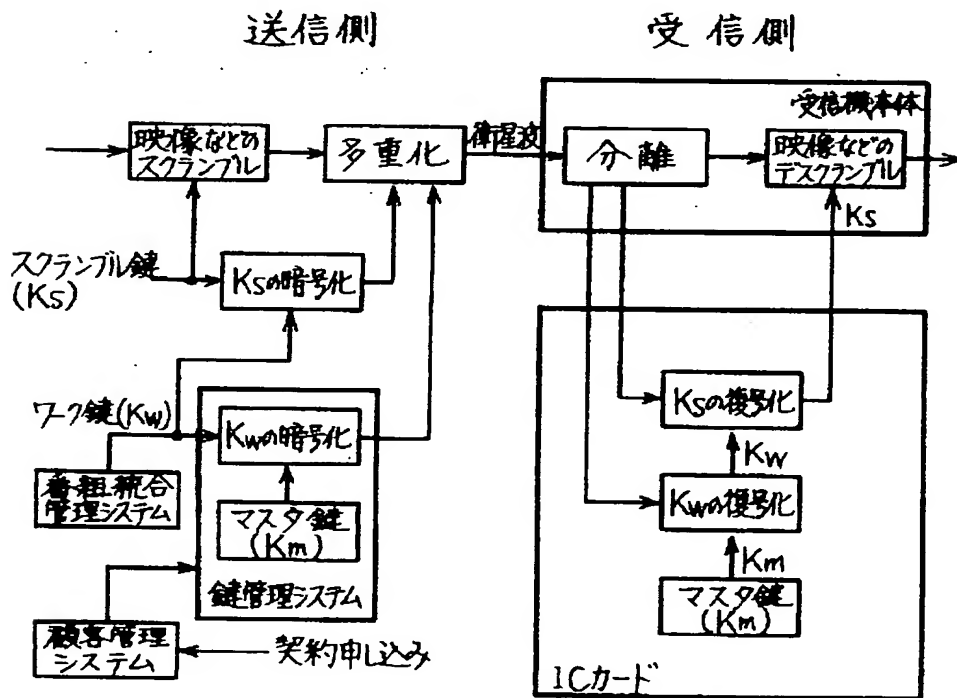 送信側
受信側
受信機本体
映像などの
スクランブル
多重化
衛星波
分離
映像などの
デスクランブル
Ks
スクランブル鍵
(Ks)
Ksの暗号化
ワーク鍵(Kw)
Kwの暗号化
番組統合
管理システム
マスタ鍵
(Km)
鍵管理システム
顧客管理
システム
契約申し込み
Ksの復号化
Kw
Kwの復号化
Km
マスタ鍵
(Km)
ICカード